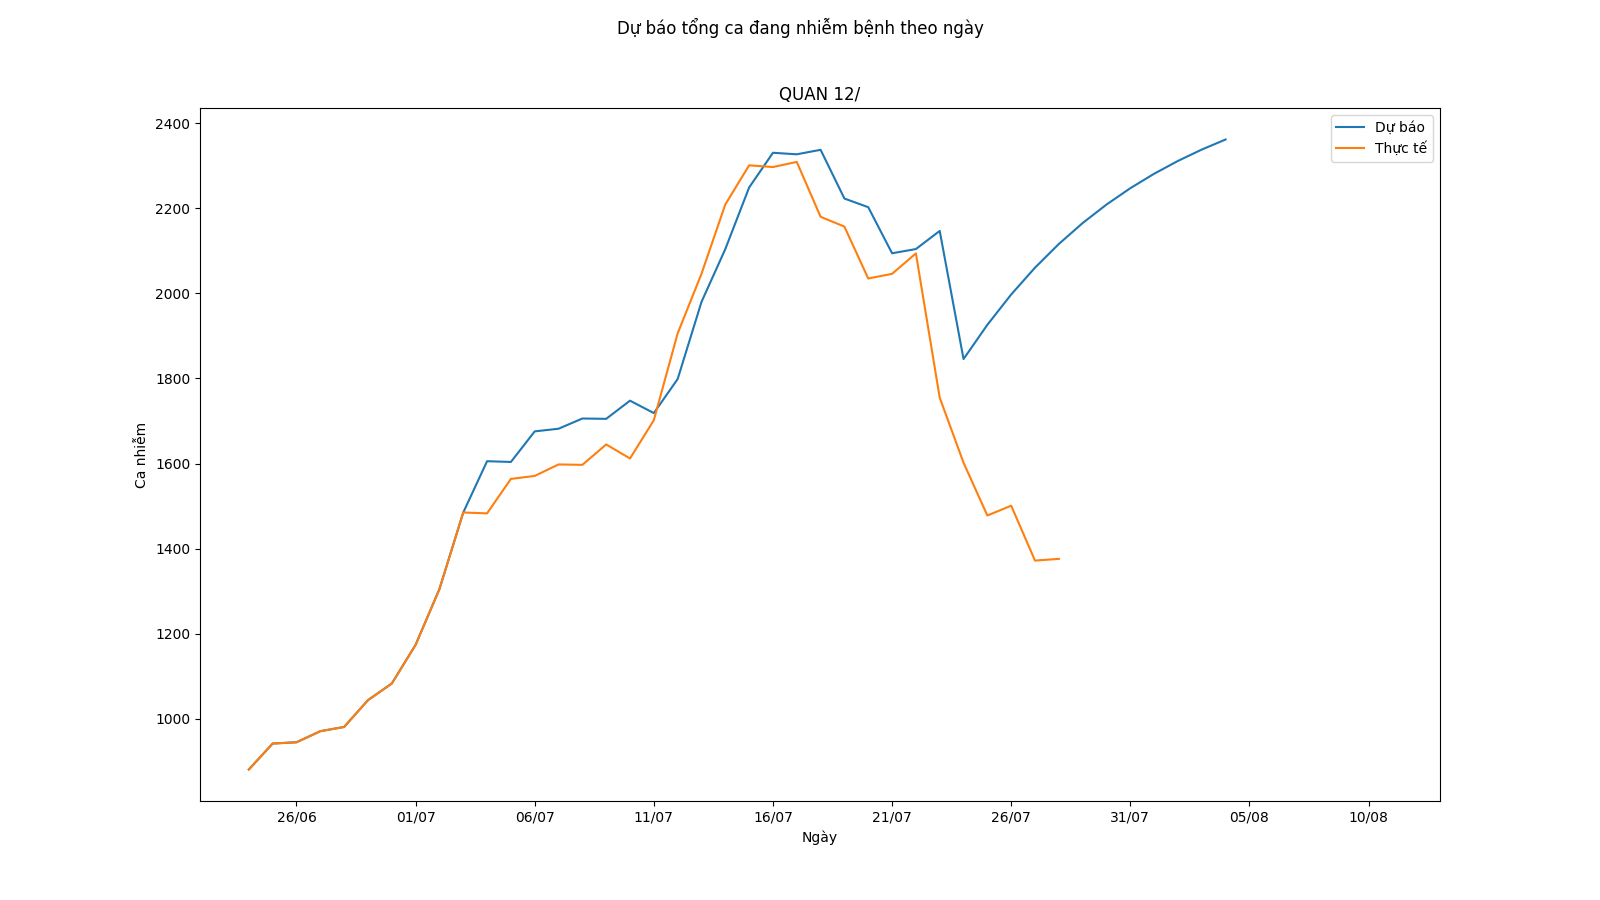 Dự báo tổng ca đang nhiễm bệnh theo ngày
QUAN 12/
Dự báo
Thực tế
2400
2200
2000
1800
1600
1400
1200
1000
Ca nhiễm
26/06 01/07 06/07 11/07 16/07 21/07 26/07 31/07 05/08 10/08
Ngày